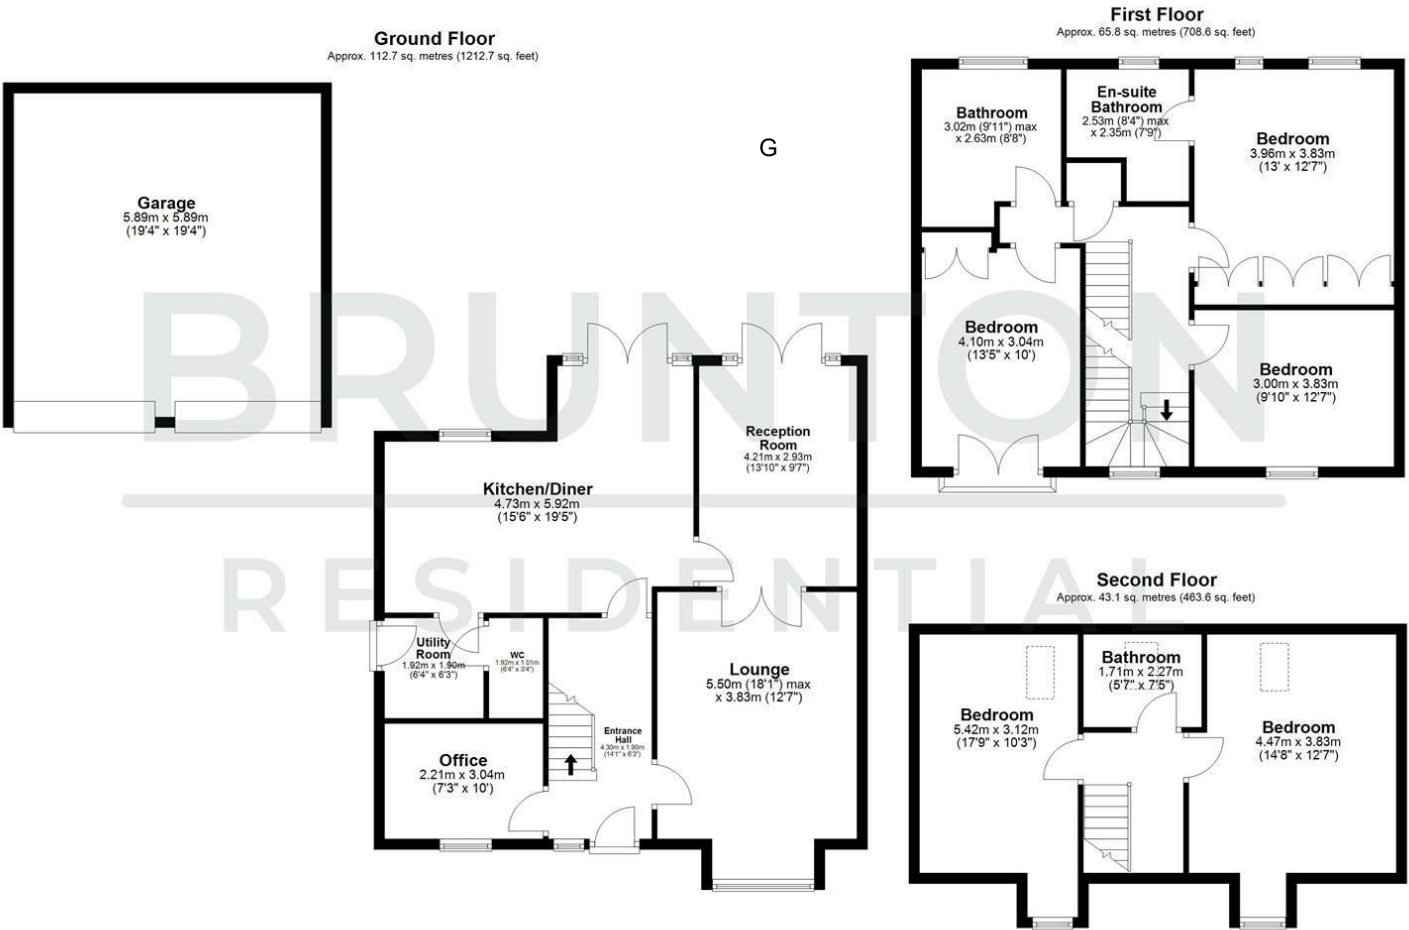 Ground Floor
Approx. 112.7 sq. metres (1212.7 sq. feet)
Garage
5.89m x 5.89m
(19'4" x 19'4")
G
Kitchen/Diner
4.73m x 5.92m
(15'6" x 19'5")
Reception
Room
4.21m x 2.93m
(13'10" x 9'7")
Utility
Room
1.92m x 1.90m
(6'4" x 6'3")
WC
1.92m x 1.01m
(6'4" x 3'4")
Lounge
5.50m (18'1") max
x 3.83m (12'7")
Entrance
Hall
4.30m x 1.90m
(14'1" x 6'3")
Office
2.21m x 3.04m
(7'3" x 10')
First Floor
Approx. 65.8 sq. metres (708.6 sq. feet)
Bathroom
3.02m (9'11") max
x 2.63m (8'8")
En-suite
Bathroom
2.53m (8'4") max
x 2.35m (7'9")
Bedroom
3.96m x 3.83m
(13' x 12'7")
Bedroom
4.10m x 3.04m
(13'5" x 10')
Bedroom
3.00m x 3.83m
(9'10" x 12'7")
Second Floor
Approx. 43.1 sq. metres (463.6 sq. feet)
Bathroom
1.71m x 2.27m
(5'7" x 7'5")
Bedroom
5.42m x 3.12m
(17'9" x 10'3")
Bedroom
4.47m x 3.83m
(14'8" x 12'7")
BRUNTON
RESIDENTIAL